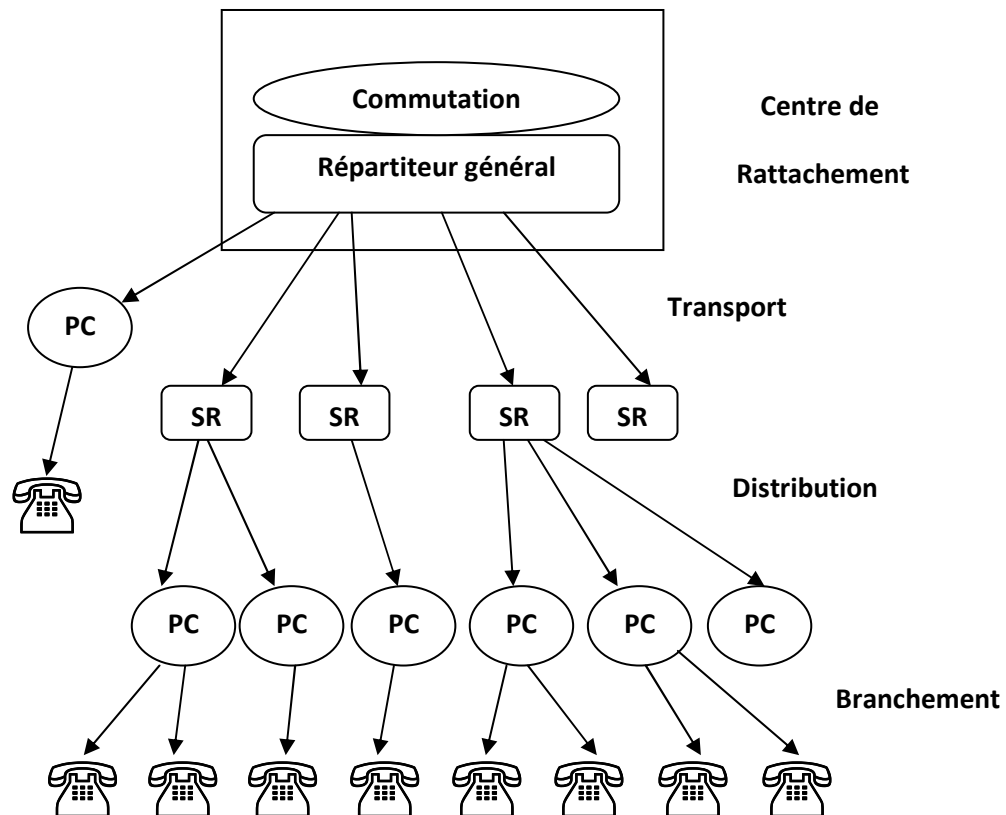 Commutation
Centre de
Répartiteur général
Rattachement
Transport
PC
SR
SR
SR
SR
Distribution
PC
PC
PC
PC
PC
PC
Branchement